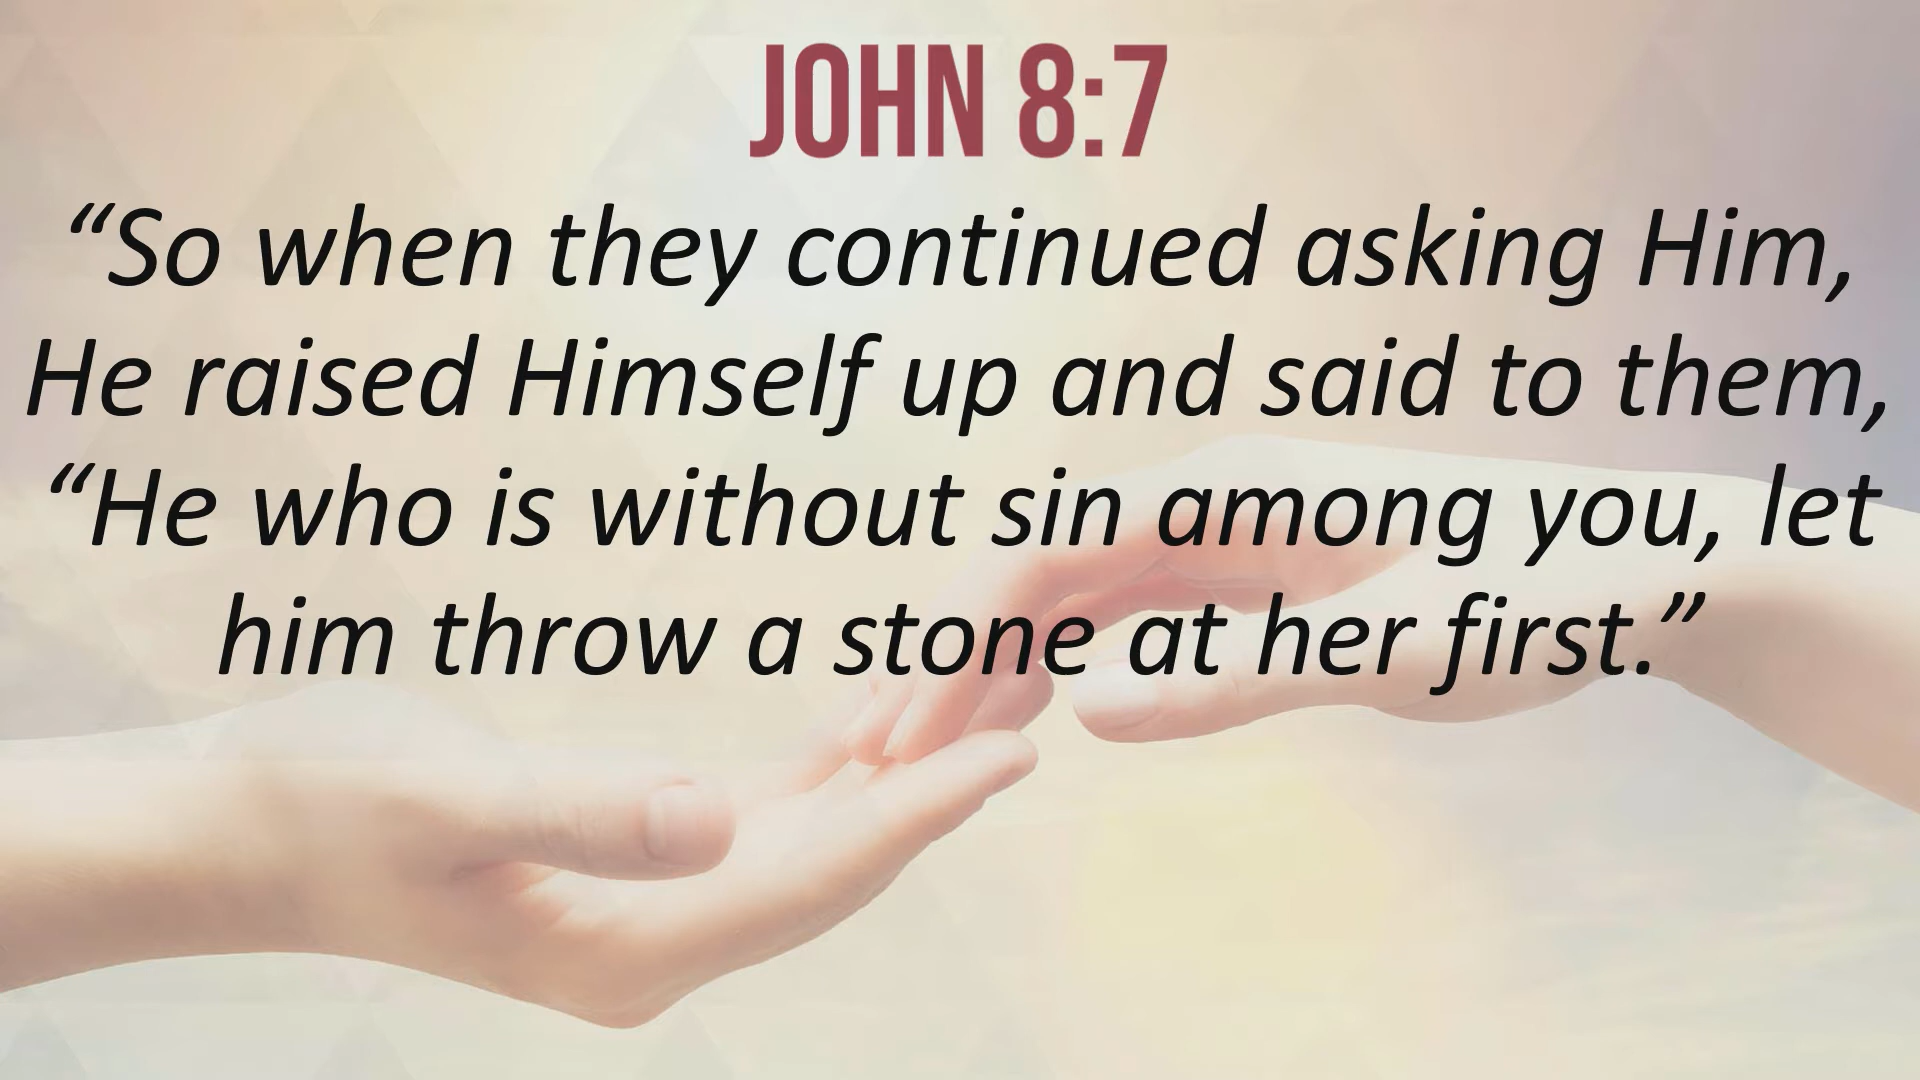 JOHN 8:7
“So when they continued asking Him,
He raised Himself up and said to them,
“He who is without sin among you, let
him throw a stone at her first.”